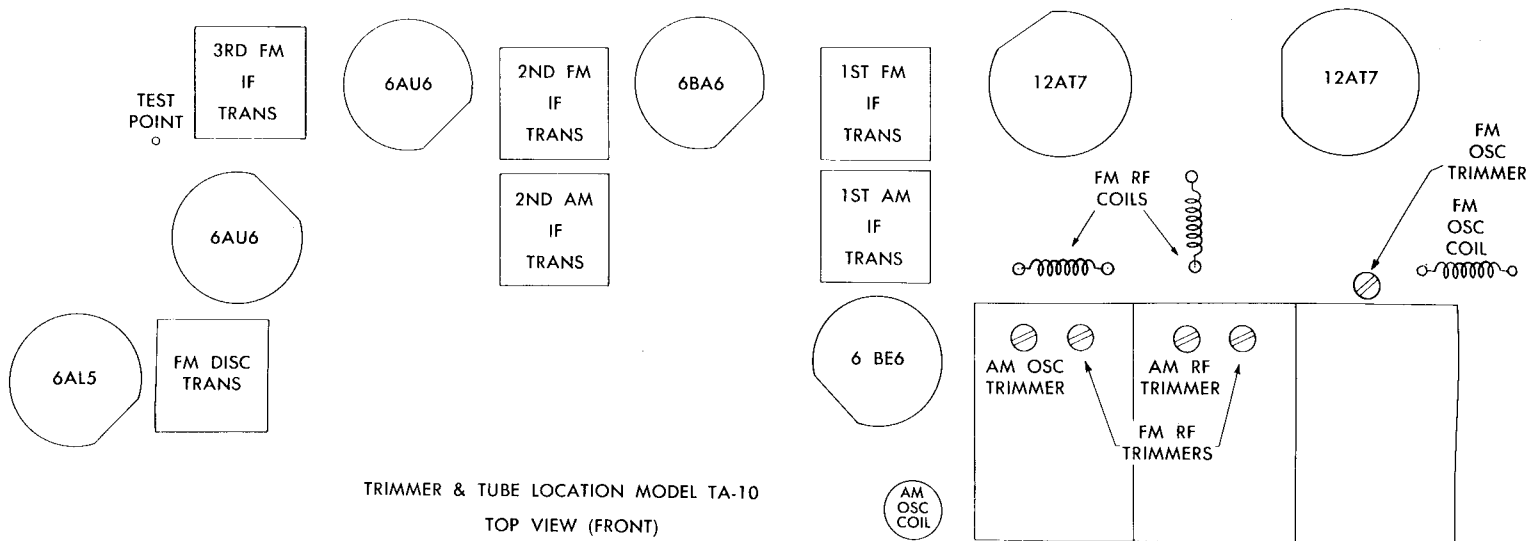 3RD FM
IF
TRANS
TEST
POINT
6AU6
2ND FM
IF
TRANS
6BA6
1ST FM
IF
TRANS
12AT7
12AT7
FM
OSC
TRIMMER
6AU6
2ND AM
IF
TRANS
1ST AM
IF
TRANS
FM RF
COILS
FM
OSC
COIL
6AL5
FM DISC
TRANS
6 BE6
AM OSC
TRIMMER
AM RF
TRIMMER
FM RF
TRIMMERS
AM
OSC
COIL
TRIMMER & TUBE LOCATION MODEL TA-10
TOP VIEW (FRONT)